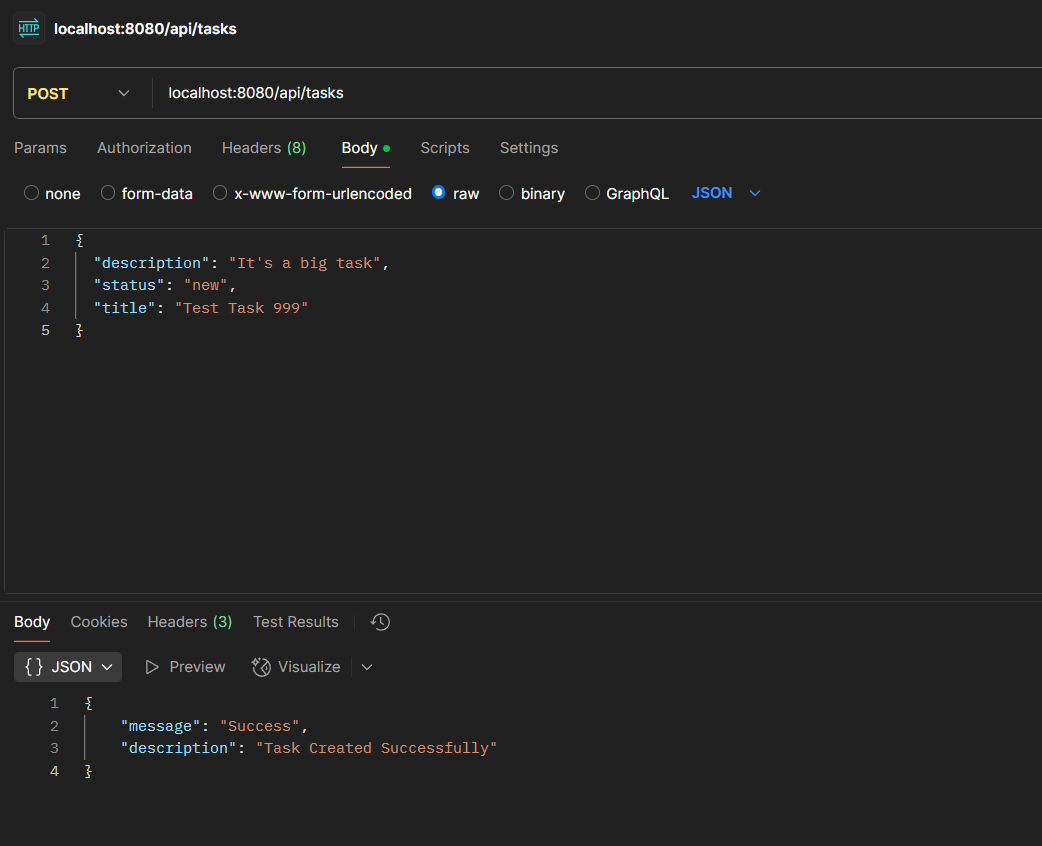 HTTP localhost:8080/api/tasks
POST localhost:8080/api/tasks
Params Authorization Headers (8) Body Scripts Settings
none form-data x-www-form-urlencoded raw binary GraphQL JSON
1 {
2 "description": "It's a big task",
3 "status": "new",
4 "title": "Test Task 999"
5 }
Body Cookies Headers (3) Test Results
{} JSON Preview Visualize
1 {
2 "message": "Success",
3 "description": "Task Created Successfully"
4 }